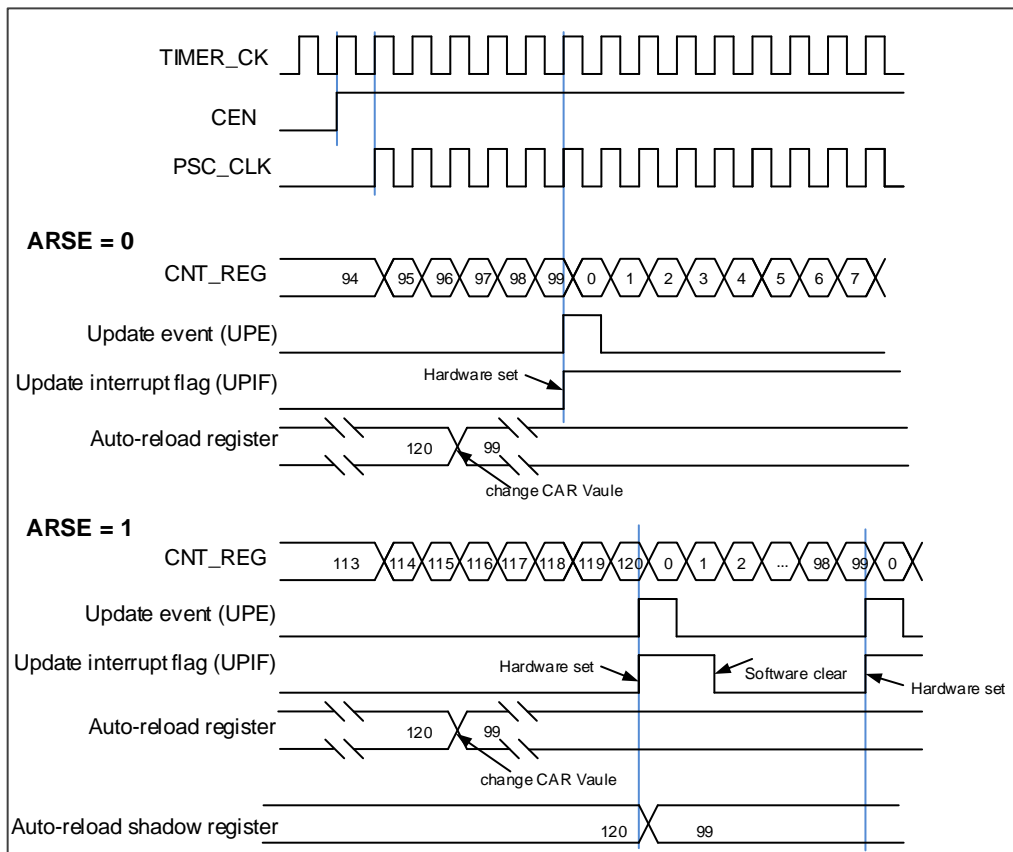 TIMER_CK
CEN
PSC_CLK
ARSE = 0
CNT_REG 94 95 96 97 98 99 0 1 2 3 4 5 6 7
Update event (UPE)
Update interrupt flag (UPIF) Hardware set
Auto-reload register 120 99
change CAR Vaule
ARSE = 1
CNT_REG 113 114 115 116 117 118 119 120 0 1 2 ... 98 99 0
Update event (UPE)
Update interrupt flag (UPIF) Hardware set Software clear Hardware set
Auto-reload register 120 99
change CAR Vaule
Auto-reload shadow register 120 99